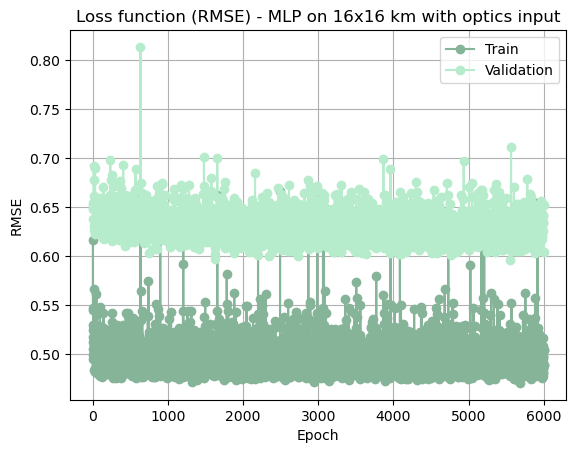 Loss function (RMSE) - MLP on 16x16 km with optics input
Train
Validation
0.80
0.75
0.70
0.65
0.60
0.55
0.50
RMSE
0
1000
2000
3000
4000
5000
6000
Epoch